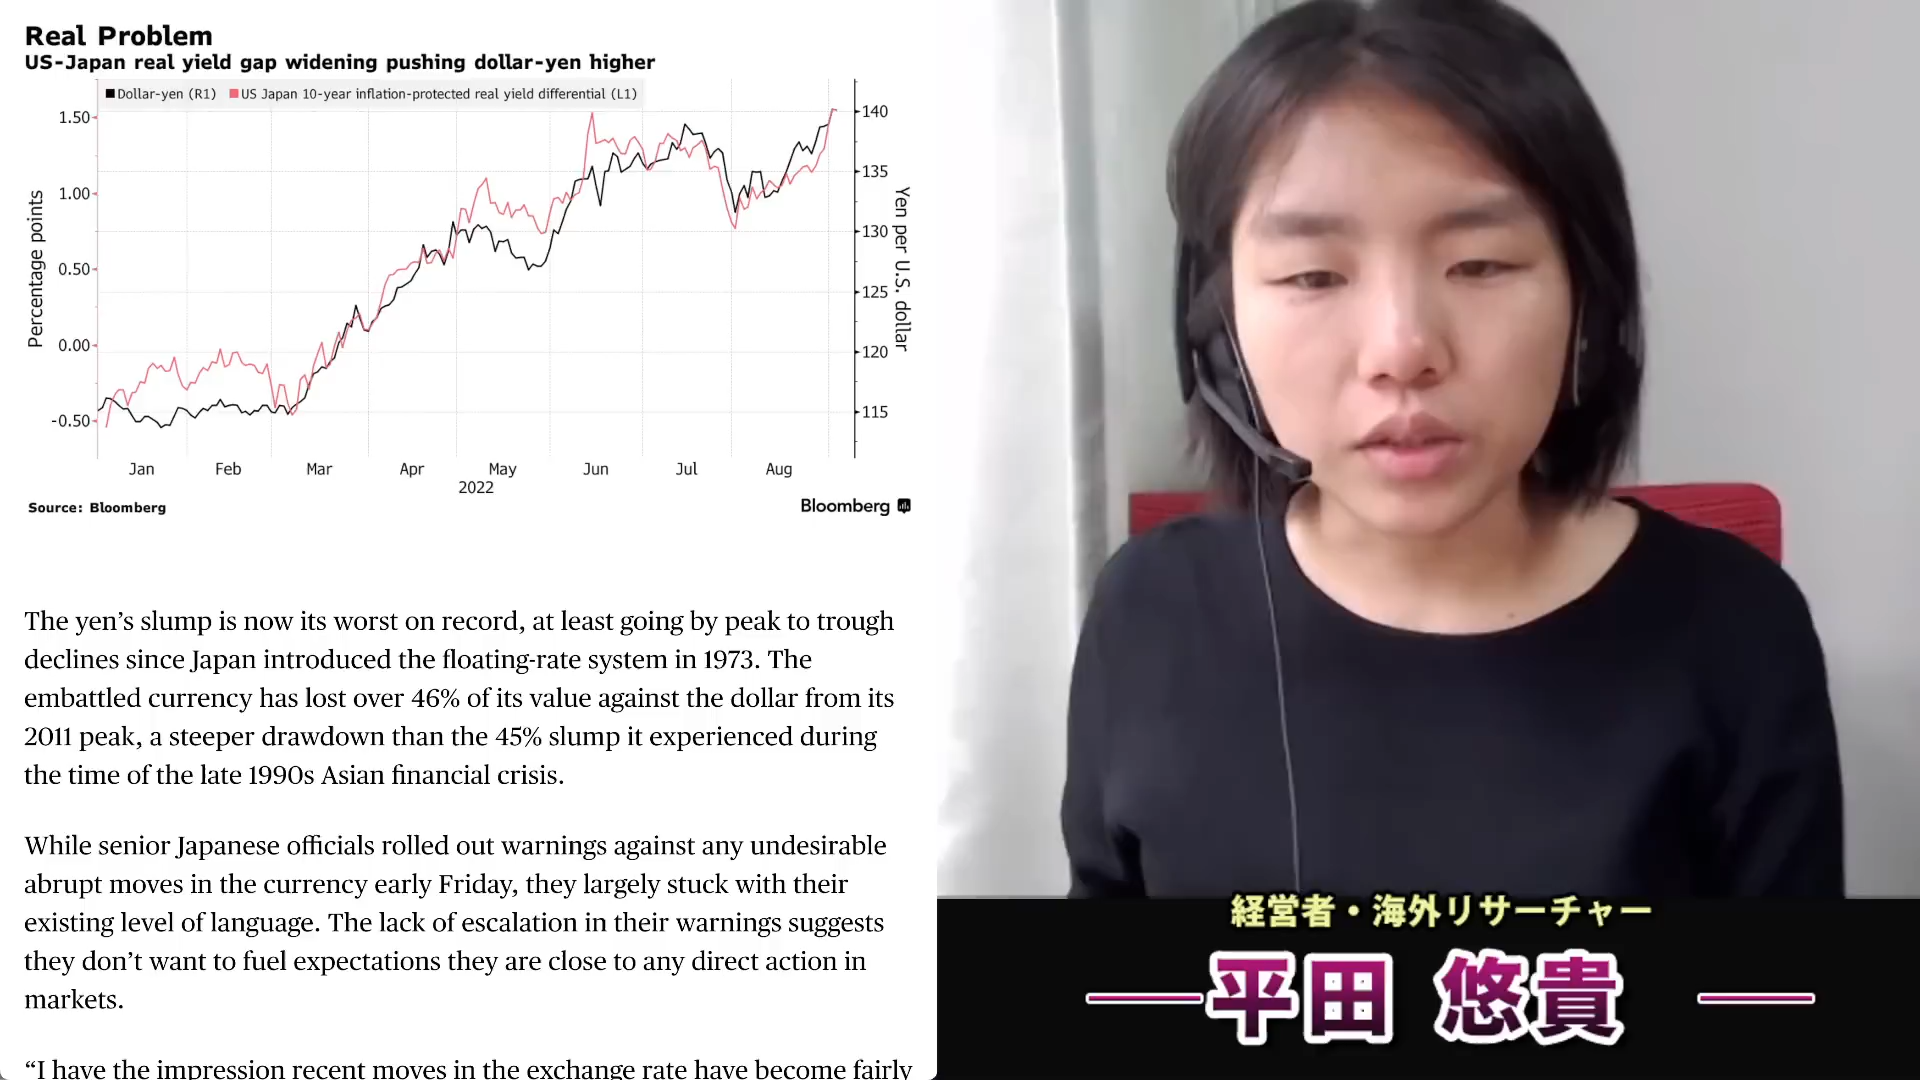 Real Problem
US-Japan real yield gap widening pushing dollar-yen higher
Dollar-yen (R1) US Japan 10-year inflation-protected real yield differential (L1)
1.50
1.00
0.50
0.00
-0.50
Percentage points
140
135
130
125
120
115
Yen per U.S. dollar
Jan Feb Mar Apr May Jun Jul Aug
2022
Source: Bloomberg
Bloomberg
The yen’s slump is now its worst on record, at least going by peak to trough
declines since Japan introduced the floating-rate system in 1973. The
embattled currency has lost over 46% of its value against the dollar from its
2011 peak, a steeper drawdown than the 45% slump it experienced during
the time of the late 1990s Asian financial crisis.
While senior Japanese officials rolled out warnings against any undesirable
abrupt moves in the currency early Friday, they largely stuck with their
existing level of language. The lack of escalation in their warnings suggests
they don’t want to fuel expectations they are close to any direct action in
markets.
“I have the impression recent moves in the exchange rate have become fairly
経営者・海外リサーチャー
平田 悠貴